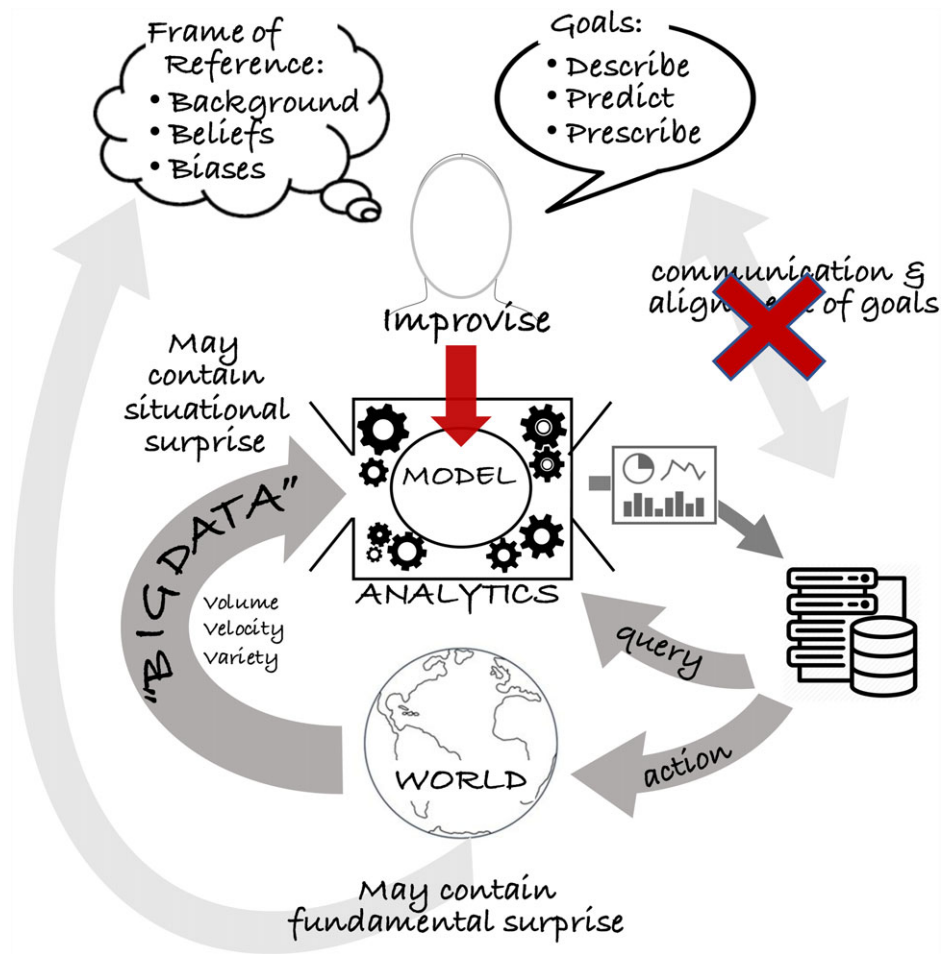 Frame of
Reference:
• Background
• Beliefs
• Biases
Goals:
• Describe
• Predict
• Prescribe
communication &
of goals
Improvise
May
contain
situational
surprise
MODEL
"BIG DATA"
ANALYTICS
Volume
Velocity
Variety
query
action
WORLD
May contain
fundamental surprise